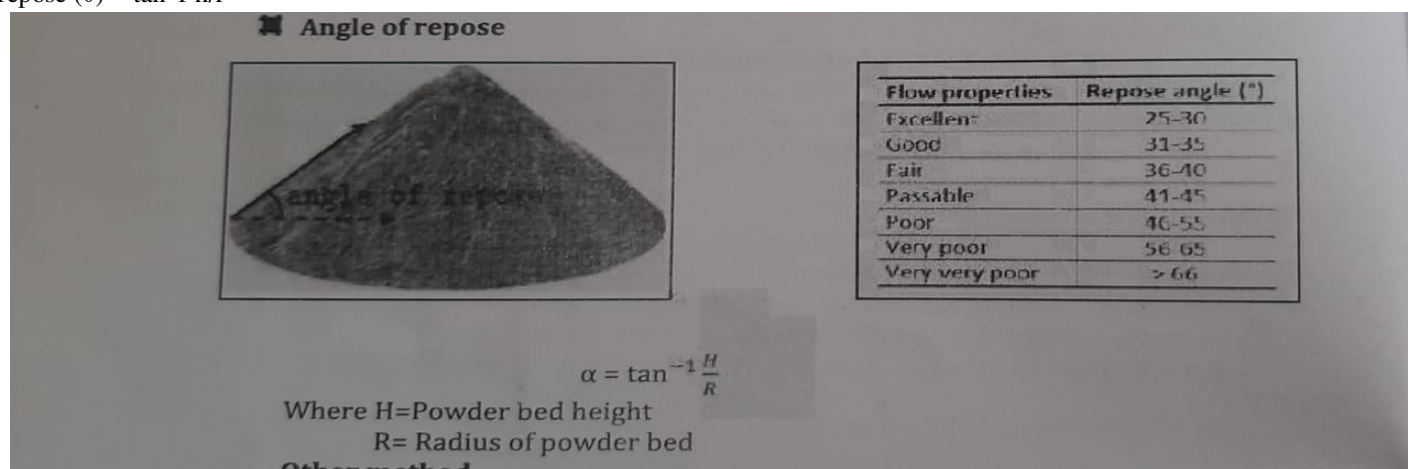 Angle of repose
angle of repose
Flow properties Repose angle (°)
Excellent 25-30
Good 31-35
Fair 36-40
Passable 41-45
Poor 46-55
Very poor 56-65
Very very poor > 66
α = tan⁻¹ H/R
Where H=Powder bed height
R= Radius of powder bed
Other method